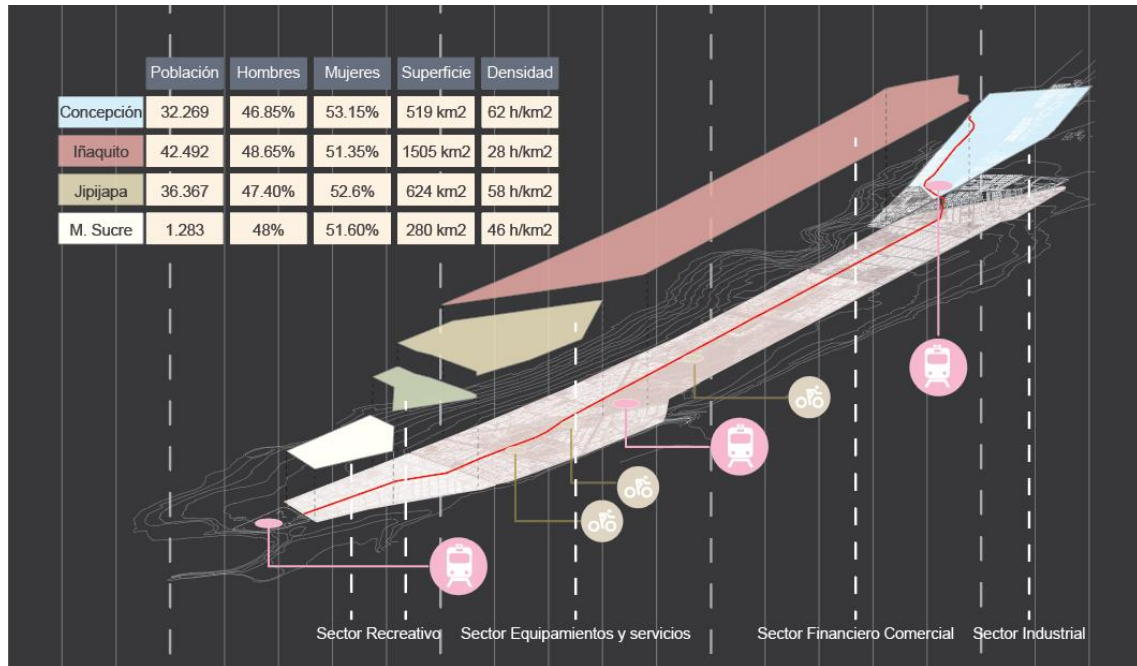 Población Hombres Mujeres Superficie Densidad
Concepción 32.269 46.85% 53.15% 519 km2 62 h/km2
Iñaquito 42.492 48.65% 51.35% 1505 km2 28 h/km2
Jipijapa 36.367 47.40% 52.6% 624 km2 58 h/km2
M. Sucre 1.283 48% 51.60% 280 km2 46 h/km2
Sector Recreativo Sector Equipamientos y servicios Sector Financiero Comercial Sector Industrial